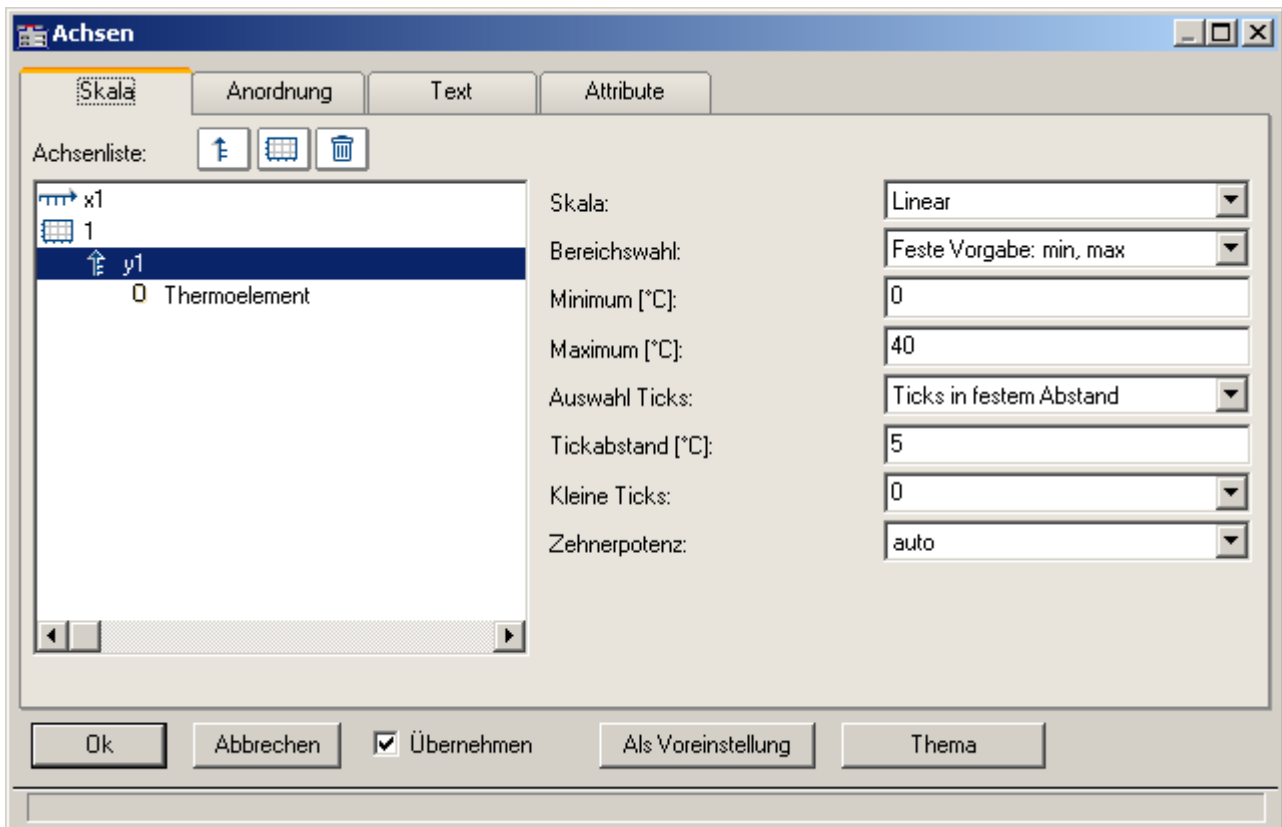 Achsen
Skala Anordnung Text Attribute
Achsenliste:
x1
1
y1
Thermoelement
Skala: Linear
Bereichswahl: Feste Vorgabe: min, max
Minimum [°C]: 0
Maximum [°C]: 40
Auswahl Ticks: Ticks in festem Abstand
Tickabstand [°C]: 5
Kleine Ticks: 0
Zehnerpotenz: auto
Ok Abbrechen Übernehmen Als Voreinstellung Thema